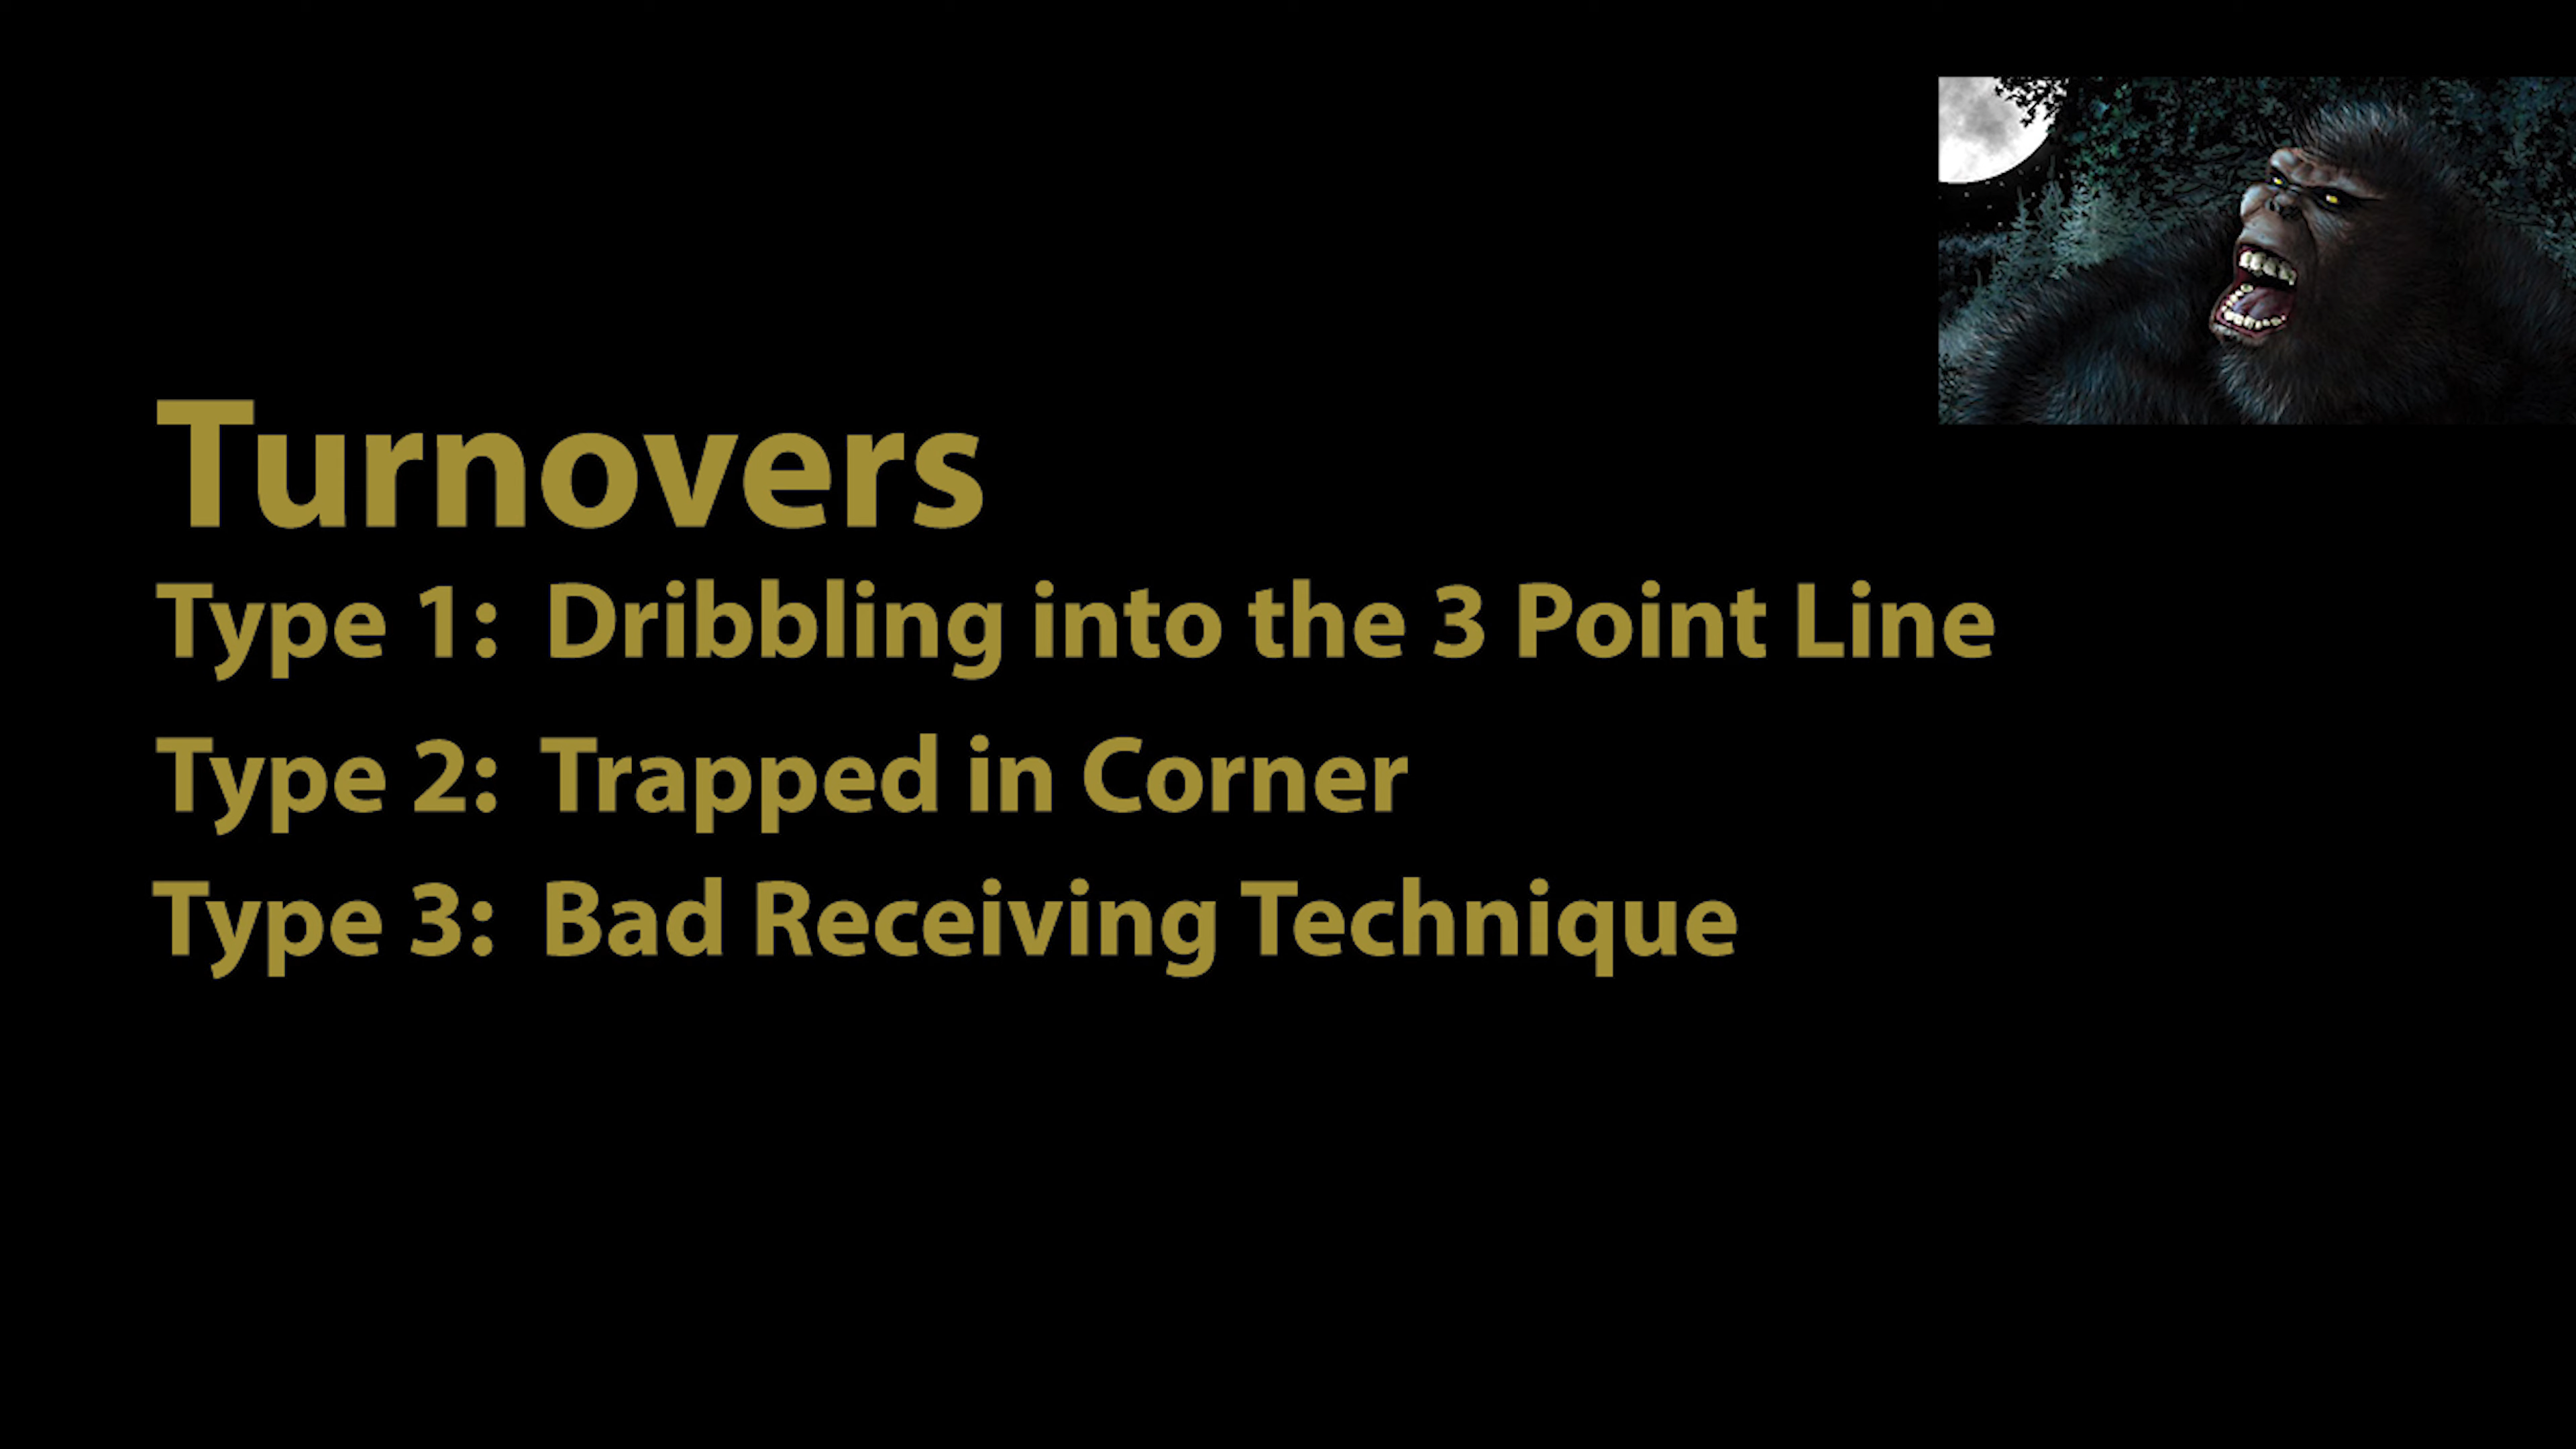 Turnovers
Type 1: Dribbling into the 3 Point Line
Type 2: Trapped in Corner
Type 3: Bad Receiving Technique